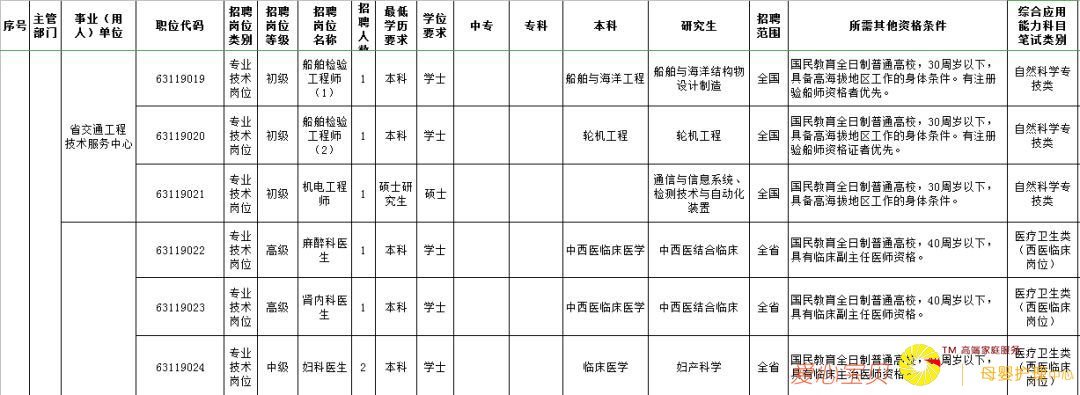 序号
主管部门
事业（用人）单位
职位代码
招聘岗位类别
招聘岗位等级
招聘岗位名称
招聘人数
最低学历要求
学位要求
中专
专科
本科
研究生
招聘范围
所需其他资格条件
综合应用能力科目笔试类别
省交通工程
技术服务中心
63119019
专业
技术
岗位
初级
船舶检验
工程师
（1）
1
本科
学士
船舶与海洋工程
船舶与海洋结构物
设计制造
全国
国民教育全日制普通高校，30周岁以下，
具备高海拔地区工作的身体条件。有注册
验船师资格者优先。
自然科学专
技类
63119020
专业
技术
岗位
初级
船舶检验
工程师
（2）
1
本科
学士
轮机工程
轮机工程
全国
国民教育全日制普通高校，30周岁以下，
具备高海拔地区工作的身体条件。有注册
验船师资格证者优先。
自然科学专
技类
63119021
专业
技术
岗位
初级
机电工程
师
1
硕士研
究生
硕士
通信与信息系统、
检测技术与自动化
装置
全国
国民教育全日制普通高校，30周岁以下，
具备高海拔地区工作的身体条件。
自然科学专
技类
63119022
专业
技术
岗位
高级
麻醉科医
生
1
本科
学士
中西医临床医学
中西医结合临床
全省
国民教育全日制普通高校，40周岁以下，
具有临床副主任医师资格。
医疗卫生类
（西医临床
岗位）
63119023
专业
技术
岗位
高级
肾内科医
生
1
本科
学士
中西医临床医学
中西医结合临床
全省
国民教育全日制普通高校，40周岁以下，
具有临床副主任医师资格。
医疗卫生类
（西医临床
岗位）
63119024
专业
技术
岗位
中级
妇科医生
2
本科
学士
临床医学
妇产科学
全省
国民教育全日制普通高校，
周岁以下，
具有临床主治医师资格。
医疗卫生类
（西医临床
岗位）
爱心宝贝
TM 高端家庭服务
母婴护理中心